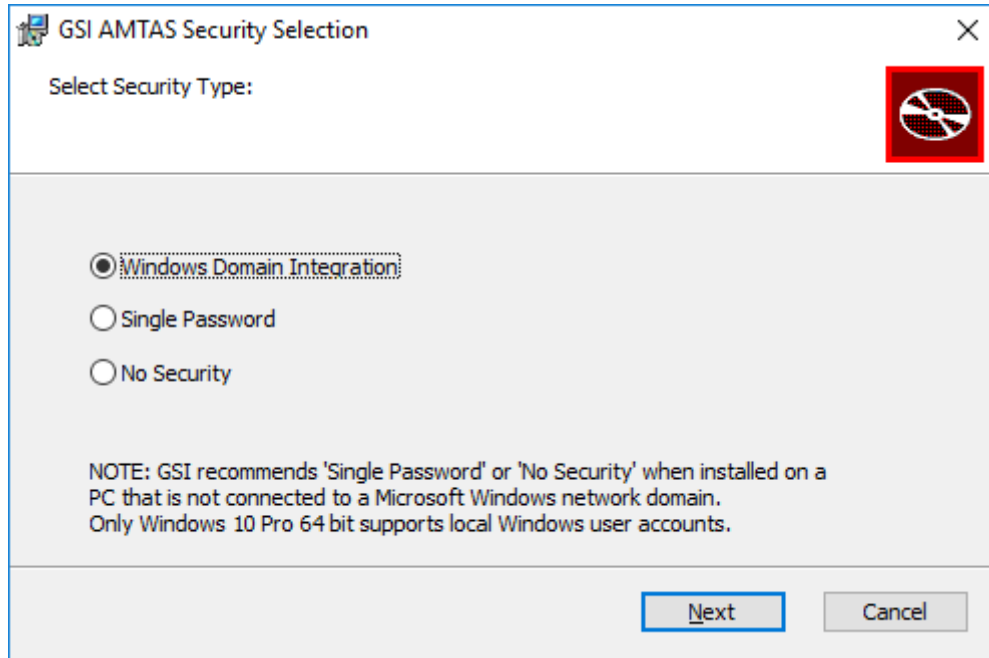 GSI AMTAS Security Selection
Select Security Type:
Windows Domain Integration
Single Password
No Security
NOTE: GSI recommends 'Single Password' or 'No Security' when installed on a
PC that is not connected to a Microsoft Windows network domain.
Only Windows 10 Pro 64 bit supports local Windows user accounts.
Next Cancel